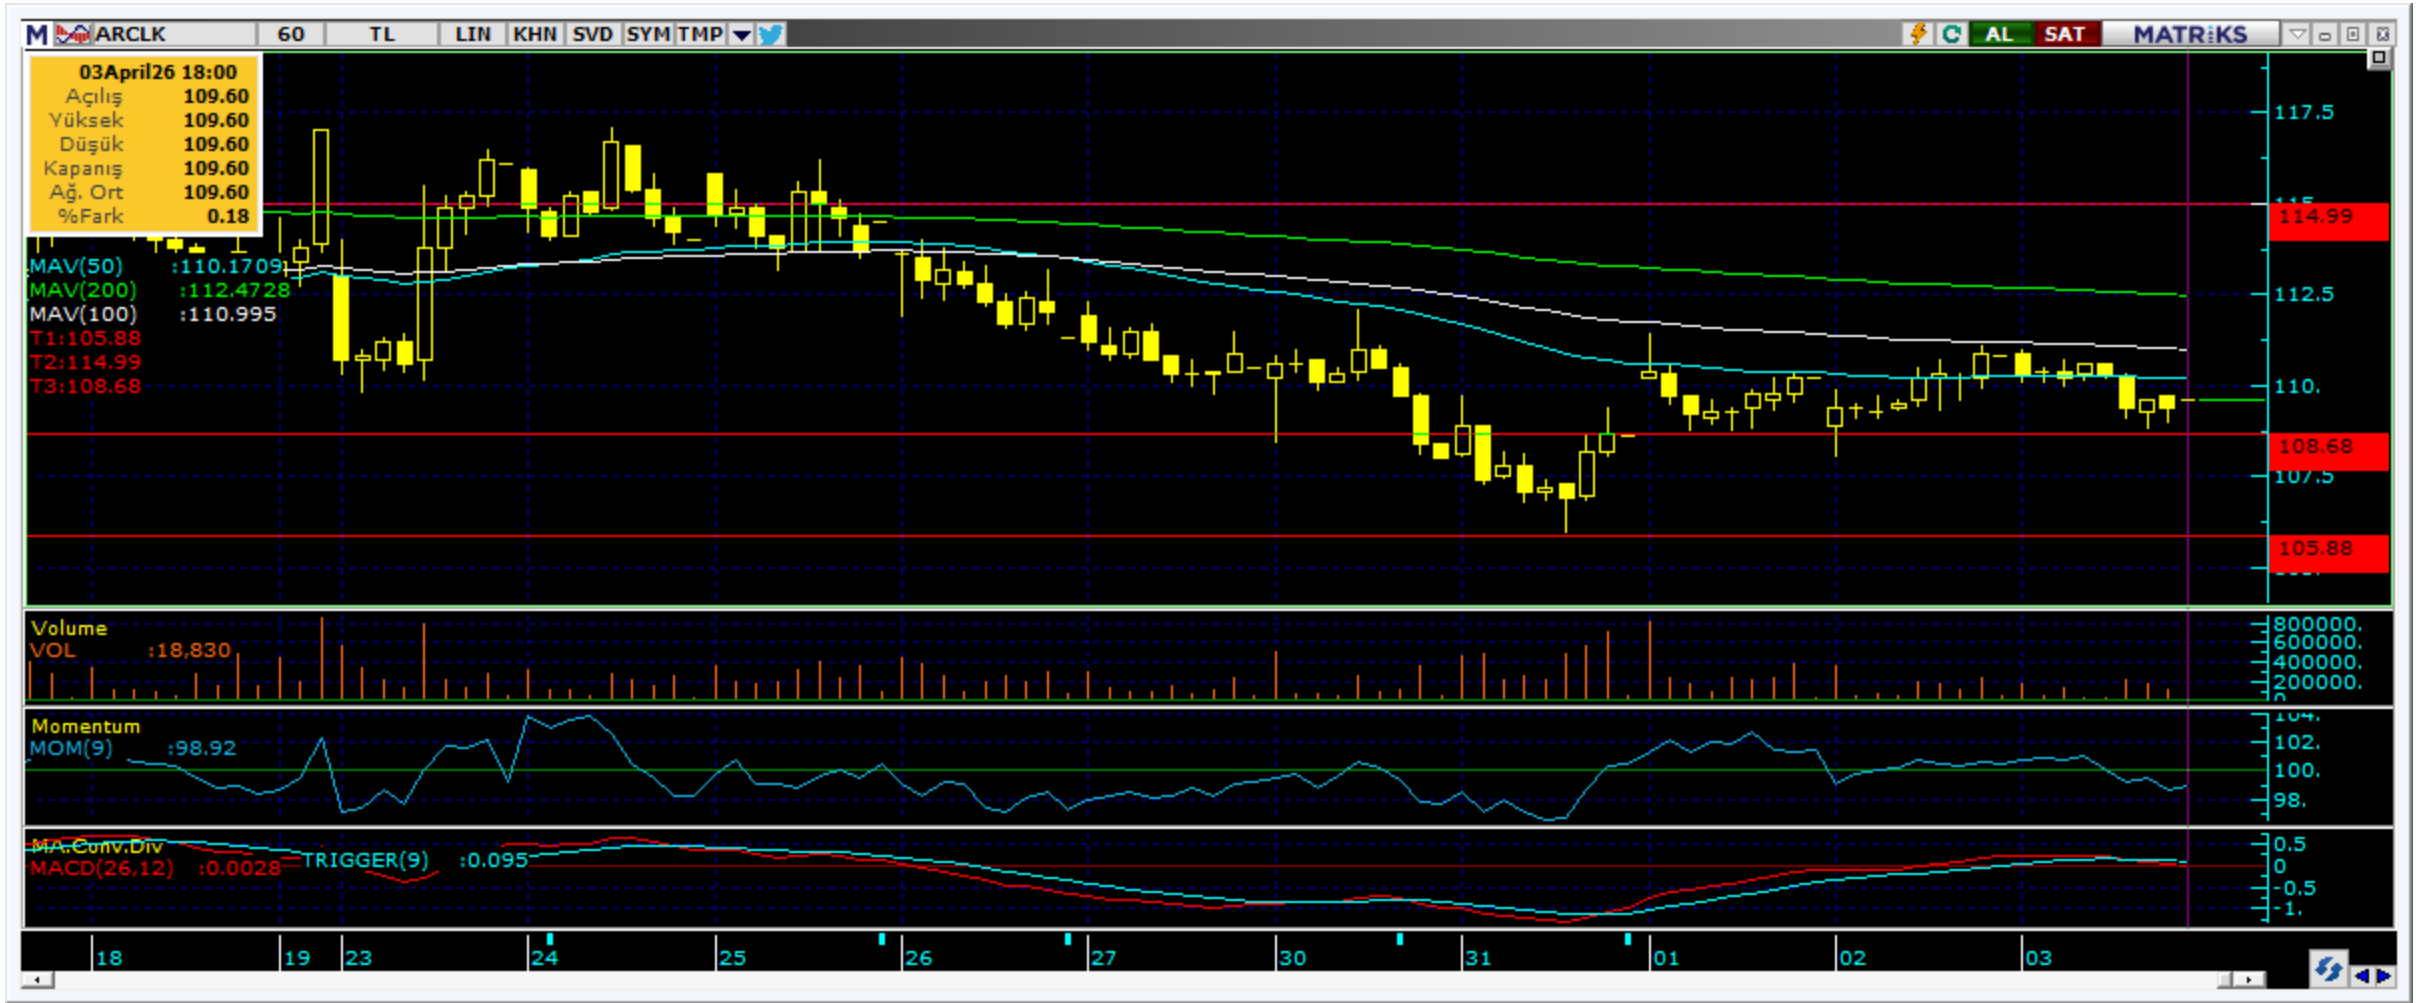 M ARCLK 60 TL LIN KHN SVD SYM TMP C AL SAT MATRiKS
03April26 18:00
Açılış 109.60
Yüksek 109.60
Düşük 109.60
Kapanış 109.60
Ağ. Ort 109.60
%Fark 0.18
MAV(50) :110.1709
MAV(200) :112.4728
MAV(100) :110.995
T1:105.88
T2:114.99
T3:108.68
117.5
114.99
112.5
110.
108.68
107.5
105.88
Volume
VOL :18,830
800000.
600000.
400000.
200000.
0
Momentum
MOM(9) :98.92
104.
102.
100.
98.
MA.Conv.Div
MACD(26,12) :0.0028 TRIGGER(9) :0.095
0.5
0
-0.5
-1.
18 19 23 24 25 26 27 30 31 01 02 03